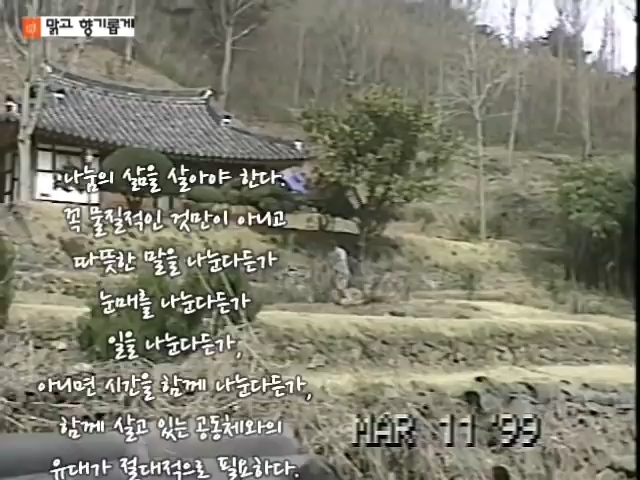 맑고 향기롭게
나눔의 삶을 살아야 한다.
꼭 물질적인 것만이 아니고
따뜻한 말을 나눈다든가
눈매를 나눈다든가
일을 나눈다든가,
아니면 시간을 함께 나눈다든가,
함께 살고 있는 공동체와의
유대가 절대적으로 필요하다.
MAR 11 '99